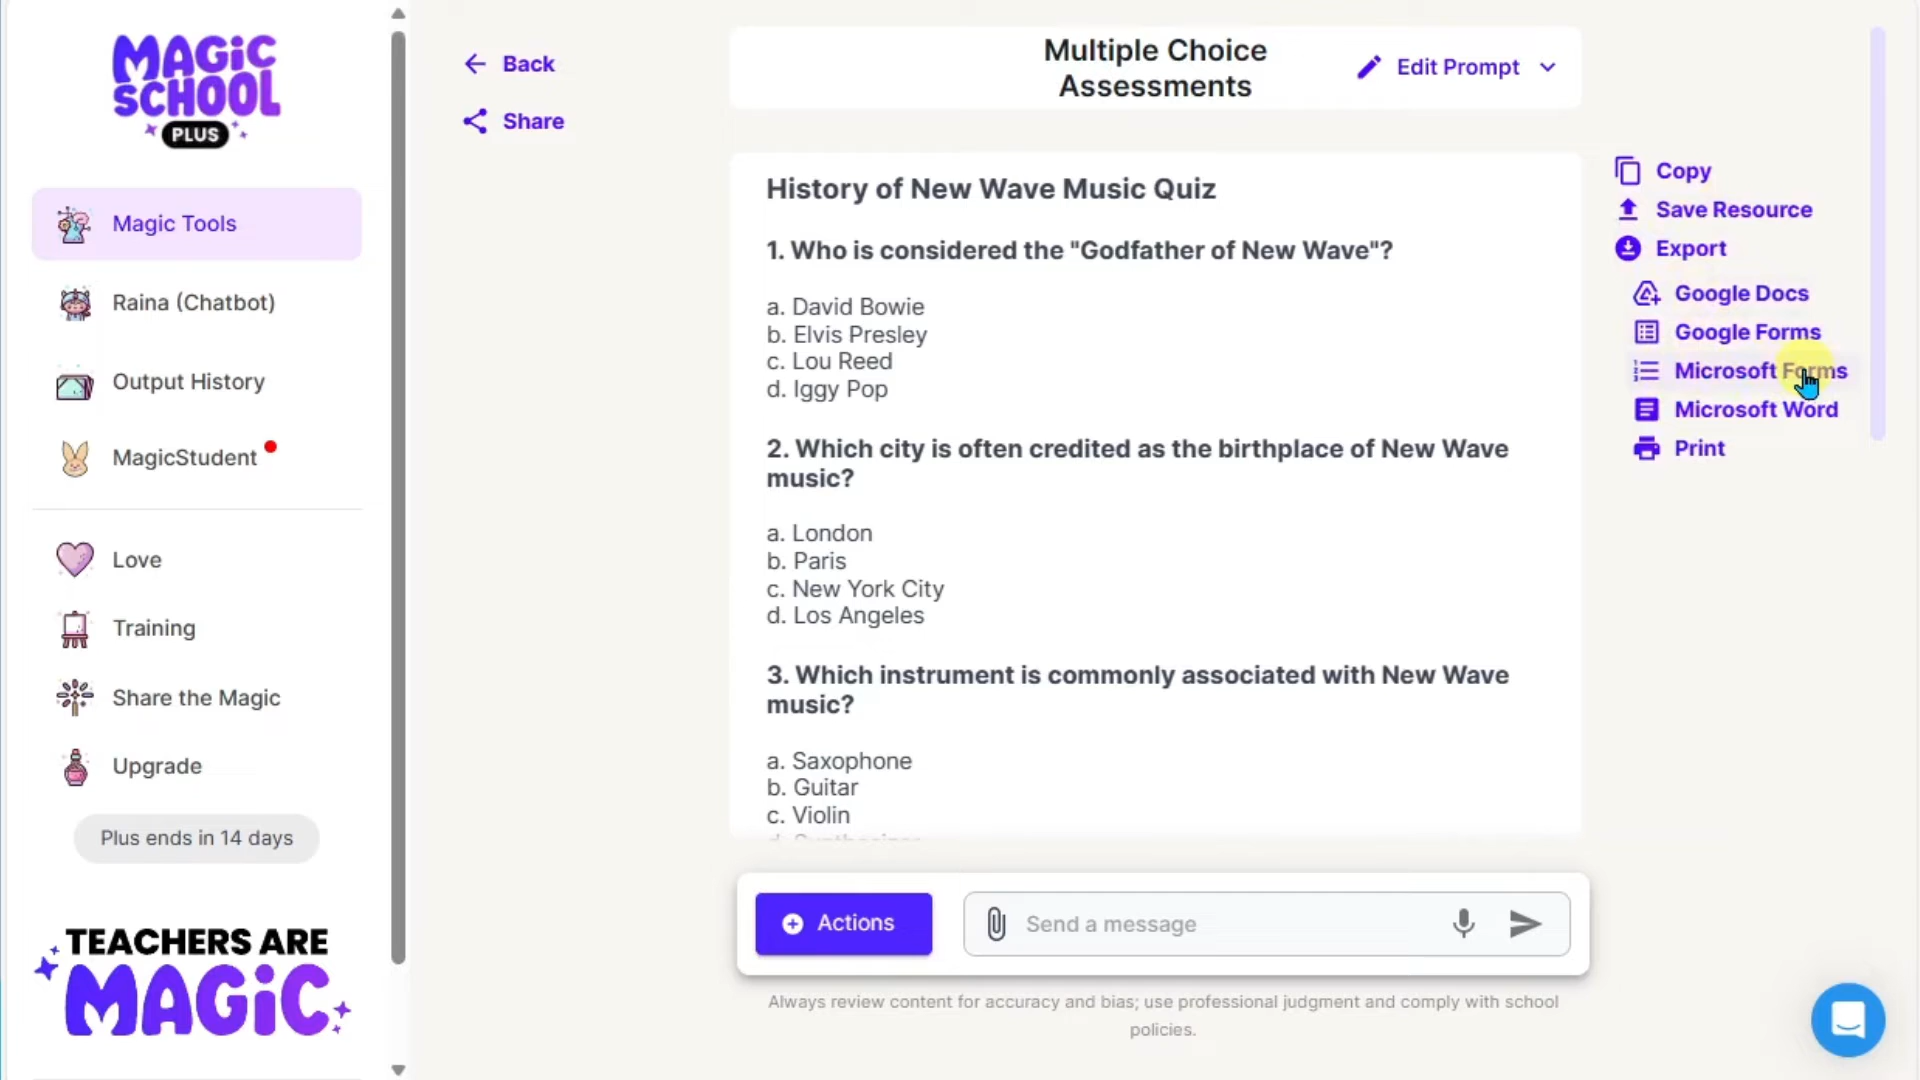 MAGiC
SCHOOL
PLUS
Magic Tools
Raina (Chatbot)
Output History
MagicStudent
Love
Training
Share the Magic
Upgrade
Plus ends in 14 days
TEACHERS ARE
MAGiC
Back
Share
Multiple Choice
Assessments
Edit Prompt
History of New Wave Music Quiz
1. Who is considered the "Godfather of New Wave"?
a. David Bowie
b. Elvis Presley
c. Lou Reed
d. Iggy Pop
2. Which city is often credited as the birthplace of New Wave
music?
a. London
b. Paris
c. New York City
d. Los Angeles
3. Which instrument is commonly associated with New Wave
music?
a. Saxophone
b. Guitar
c. Violin
d. Synthesizer
Actions
Send a message
Always review content for accuracy and bias; use professional judgment and comply with school
policies.
Copy
Save Resource
Export
Google Docs
Google Forms
Microsoft Forms
Microsoft Word
Print